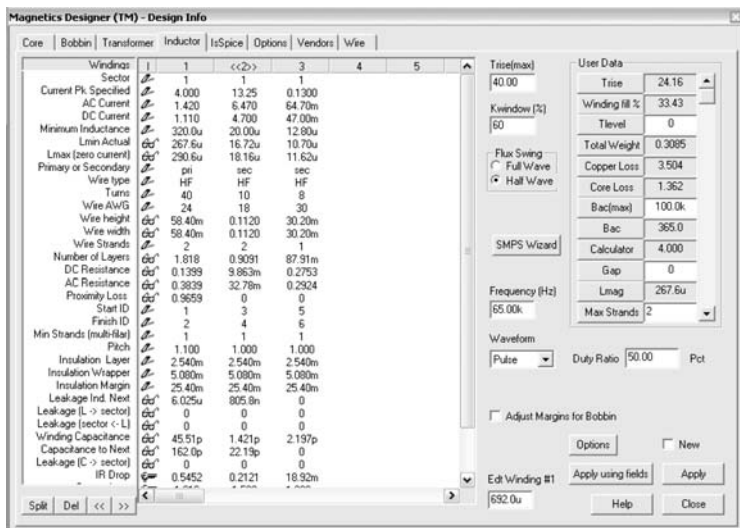 Magnetics Designer (TM) - Design Info
Core Bobbin Transformer Inductor IsSpice Options Vendors Wire
Windings I 1 <<2>> 3 4 5
Sector 1 1 1
Current Pk Specified 4.000 13.25 0.1300
AC Current 1.420 6.470 64.70m
DC Current 1.110 4.700 47.00m
Minimum Inductance 320.0u 20.00u 12.80u
Lmin Actual 267.6u 16.72u 10.70u
Lmax (zero current) 290.6u 18.16u 11.62u
Primary or Secondary pri sec sec
Wire type HF HF HF
Turns 40 10 8
Wire AWG 24 18 30
Wire height 58.40m 0.1120 30.20m
Wire width 58.40m 0.1120 30.20m
Wire Strands 2 2 1
Number of Layers 1.818 0.9091 87.91m
DC Resistance 0.1399 9.863m 0.2753
AC Resistance 0.3839 32.78m 0.2924
Proximity Loss 0.9659 0 0
Start ID 1 3 5
Finish ID 2 4 6
Min Strands (multi-filar) 1 1 1
Pitch 1.100 1.000 1.000
Insulation Layer 2.540m 2.540m 2.540m
Insulation Wrapper 5.080m 5.080m 5.080m
Insulation Margin 25.40m 25.40m 25.40m
Leakage Ind. Next 6.025u 805.8n 0
Leakage (L -> sector) 0 0 0
Leakage (sector <- L) 0 0 0
Winding Capacitance 45.51p 1.421p 2.197p
Capacitance to Next 162.0p 22.19p 0
Leakage (C -> sector) 0 0 0
IR Drop 0.5452 0.2121 18.92m
Split Del << >>
Trise(max)
40.00
Kwindow (%)
60
Flux Swing
Full Wave
Half Wave
SMPS Wizard
Frequency (Hz)
65.00k
Waveform
Pulse
Duty Ratio 50.00 Pct
User Data
Trise 24.16
Winding fill % 33.43
Tlevel 0
Total Weight 0.3085
Copper Loss 3.504
Core Loss 1.362
Bac(max) 100.0k
Bac 365.0
Calculator 4.000
Gap 0
Lmag 267.6u
Max Strands 2
Adjust Margins for Bobbin
Options New
Edt Winding #1 Apply using fields Apply
692.0u Help Close